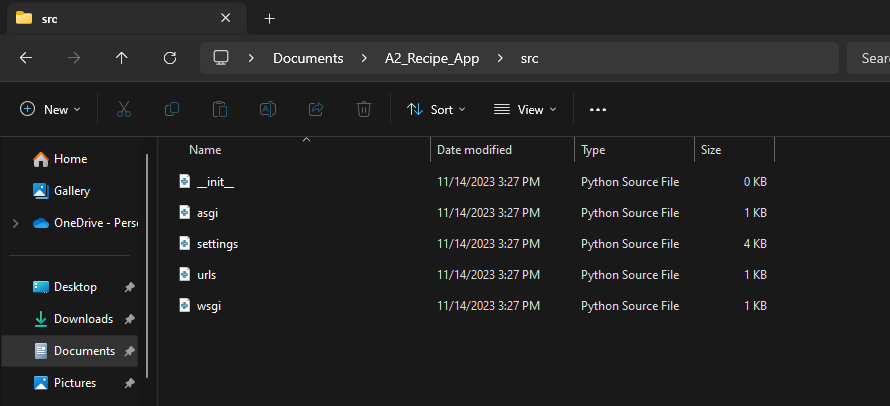 src
Documents A2_Recipe_App src Sear
New Sort View
Name Date modified Type Size
Home
Gallery
OneDrive - Perso
Desktop
Downloads
Documents
Pictures
__init__ 11/14/2023 3:27 PM Python Source File 0 KB
asgi 11/14/2023 3:27 PM Python Source File 1 KB
settings 11/14/2023 3:27 PM Python Source File 4 KB
urls 11/14/2023 3:27 PM Python Source File 1 KB
wsgi 11/14/2023 3:27 PM Python Source File 1 KB